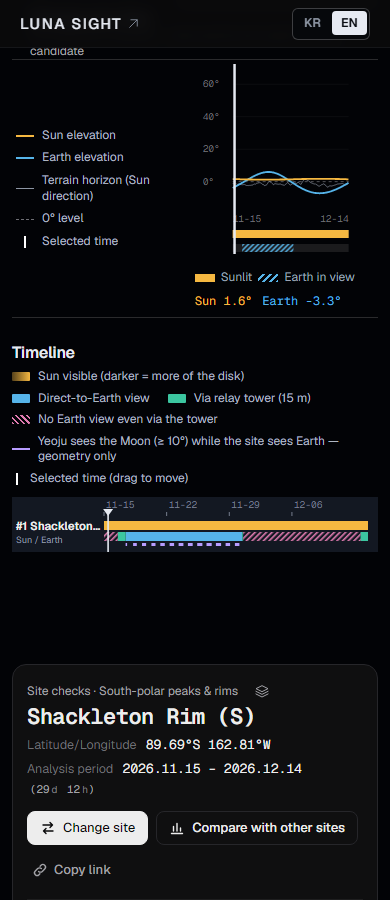 LUNA SIGHT ↗ KR EN
candidate
60°
40°
20°
0°
Sun elevation
Earth elevation
Terrain horizon (Sun
direction)
0° level
Selected time
11-15 12-14
Sunlit Earth in view
Sun 1.6° Earth -3.3°
Timeline
Sun visible (darker = more of the disk)
Direct-to-Earth view Via relay tower (15 m)
No Earth view even via the tower
Yeoju sees the Moon (≥ 10°) while the site sees Earth —
geometry only
Selected time (drag to move)
11-15 11-22 11-29 12-06
#1 Shackleton...
Sun / Earth
Site checks · South-polar peaks & rims
Shackleton Rim (S)
Latitude/Longitude 89.69°S 162.81°W
Analysis period 2026.11.15 – 2026.12.14
(29d 12h)
Change site Compare with other sites
Copy link